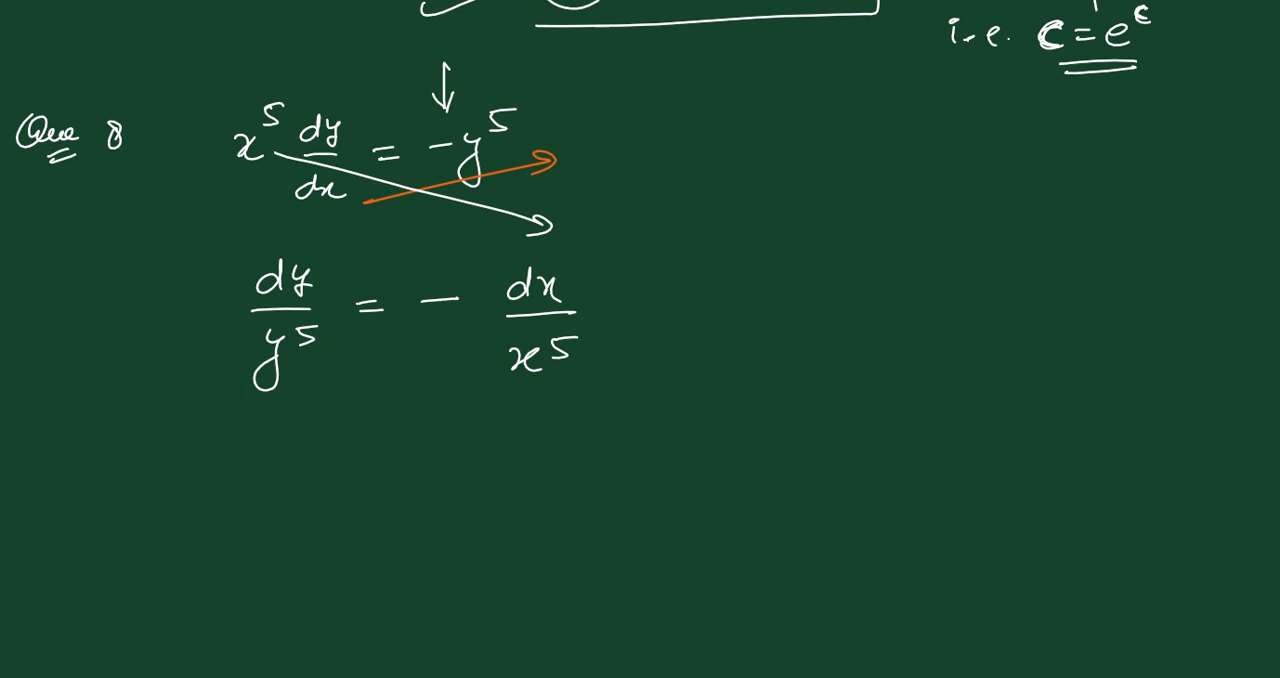 i.e. C = e^c
Que 8 x^5 dy/dx = -y^5
dy/y^5 = - dx/x^5